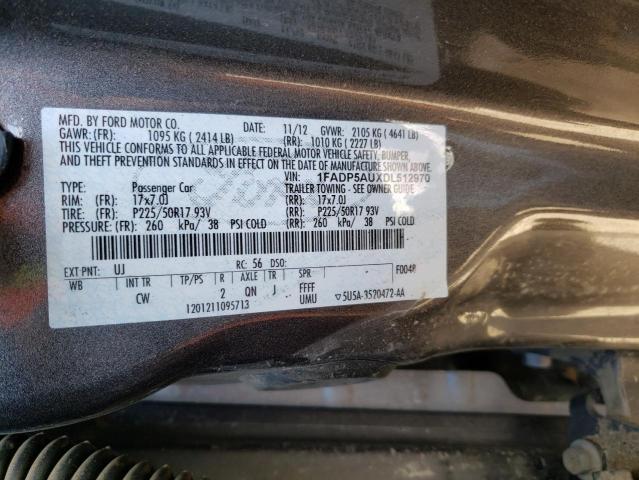 MFD. BY FORD MOTOR CO.
DATE: 11/12 GVWR: 2105 KG ( 4641 LB)
GAWR: (FR): 1095 KG ( 2414 LB) (RR): 1010 KG ( 2227 LB)
THIS VEHICLE CONFORMS TO ALL APPLICABLE FEDERAL MOTOR VEHICLE SAFETY, BUMPER,
AND THEFT PREVENTION STANDARDS IN EFFECT ON THE DATE OF MANUFACTURE SHOWN ABOVE.
VIN: 1FADP5AUXDL512970
TYPE: Passenger Car TRAILER TOWING - SEE OWNER GUIDE
RIM: (FR): 17x7.0J (RR): 17x7.0J
TIRE: (FR): P225/50R17 93V (RR): P225/50R17 93V
PRESSURE: (FR): 260 kPa/ 38 PSI COLD (RR): 260 kPa/ 38 PSI COLD
EXT PNT: UJ RC: 56 DSO: F0048
WB INT TR TP/PS R AXLE TR SPR
CW 2 QN J FFFF
1201211095713 UMU ▽5U5A-3520472-AA
Ford